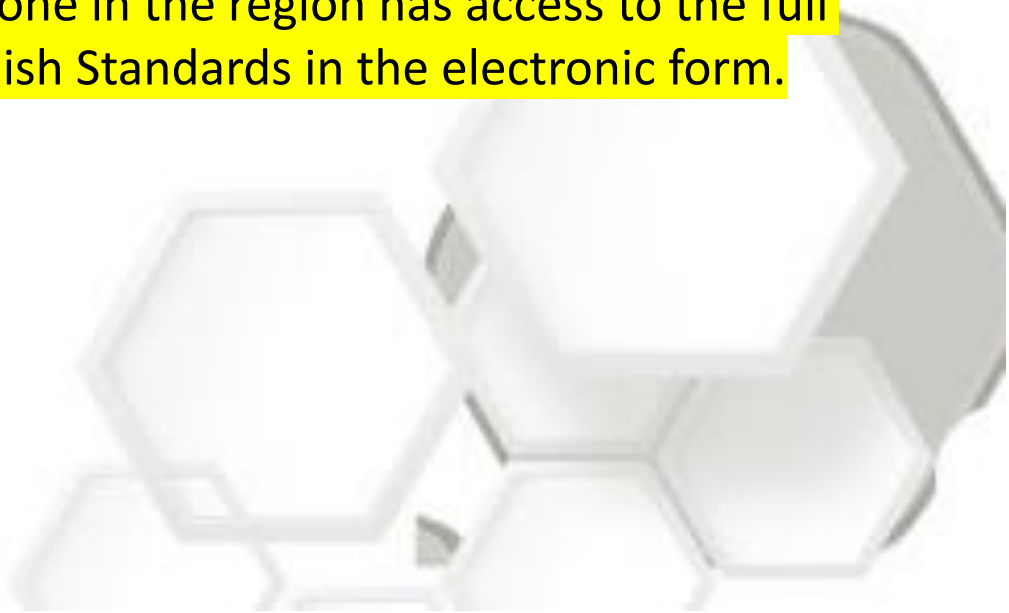 one in the region has access to the full
ish Standards in the electronic form.